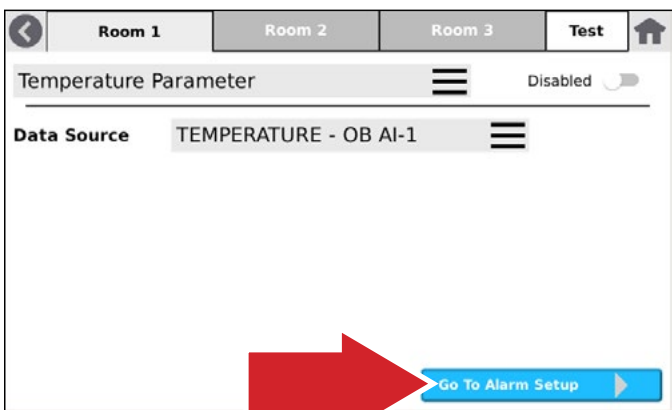 Room 1 Room 2 Room 3 Test
Temperature Parameter Disabled
Data Source TEMPERATURE - OB AI-1
Go To Alarm Setup